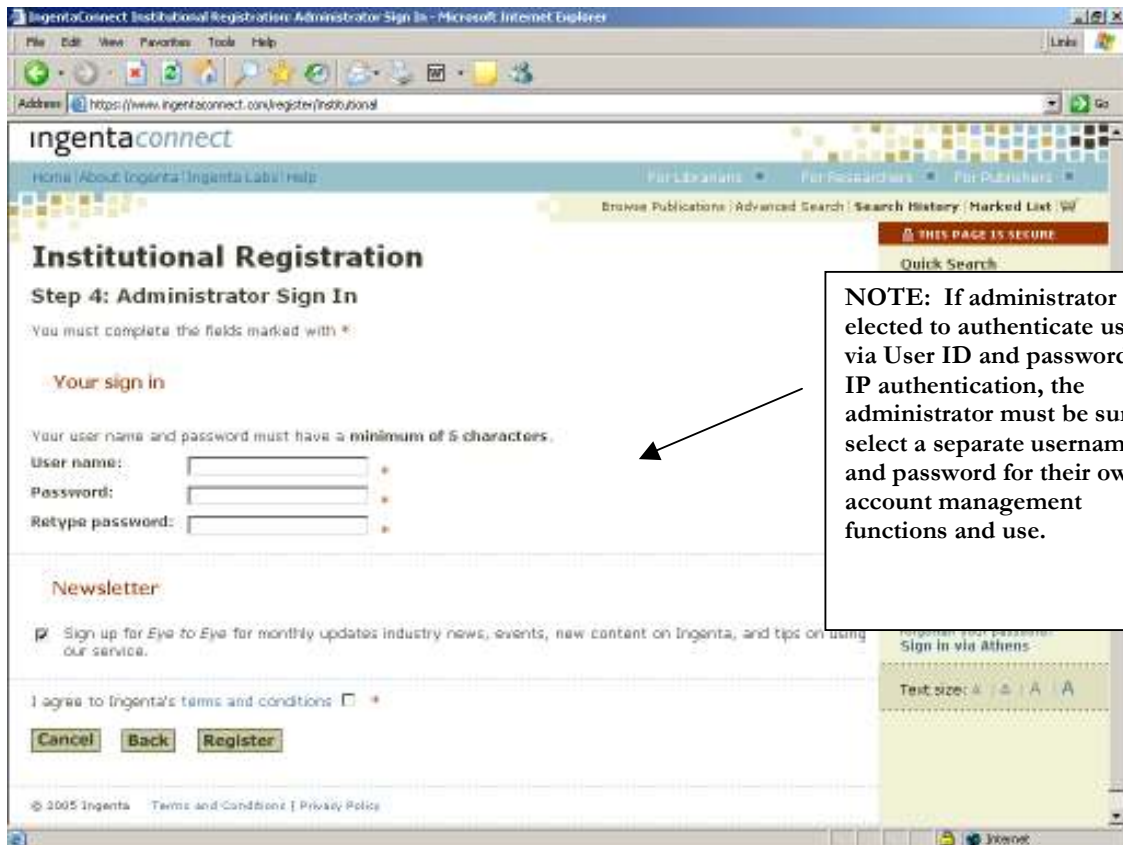 IngentaConnect Institutional Registration: Administrator Sign In - Microsoft Internet Explorer
File Edit View Favorites Tools Help
Links
Address https://www.ingentaconnect.com/register/institutional
Go
ingentaconnect
Home About Ingenta Ingenta Labs Help
For Librarians For Researchers For Publishers
Browse Publications Advanced Search Search History Marked List
THIS PAGE IS SECURE
Institutional Registration
Quick Search
Step 4: Administrator Sign In
You must complete the fields marked with *
Your sign in
Your user name and password must have a minimum of 5 characters.
User name: *
Password: *
Retype password: *
NOTE: If administrator
elected to authenticate us
via User ID and password
IP authentication, the
administrator must be sur
select a separate usernam
and password for their ow
account management
functions and use.
Newsletter
Sign up for Eye to Eye for monthly updates industry news, events, new content on Ingenta, and tips on using
our service.
Forgotten your password?
Sign in via Athens
I agree to Ingenta's terms and conditions *
Text size: A | A | A | A
Cancel Back Register
© 2005 Ingenta Terms and Conditions | Privacy Policy
Internet